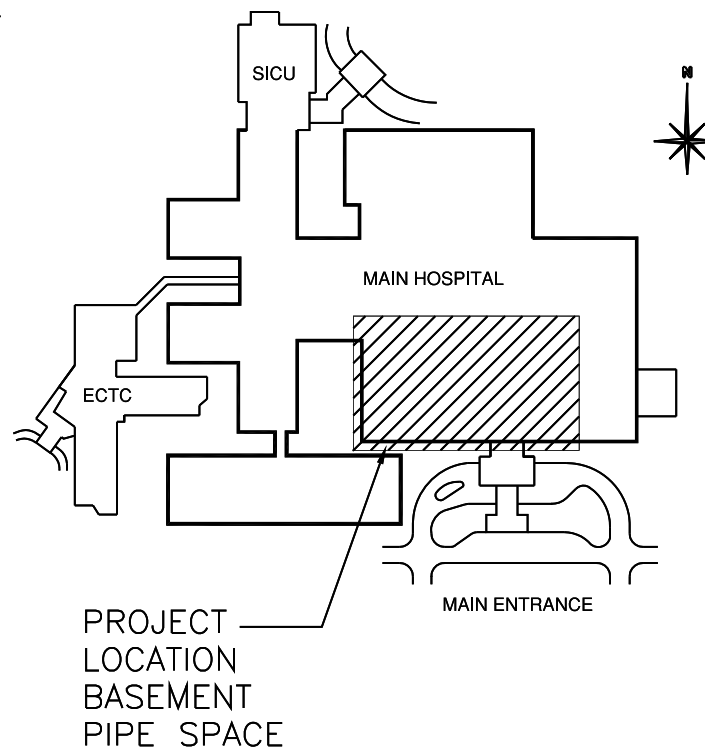 SICU
N
MAIN HOSPITAL
ECTC
MAIN ENTRANCE
PROJECT
LOCATION
BASEMENT
PIPE SPACE